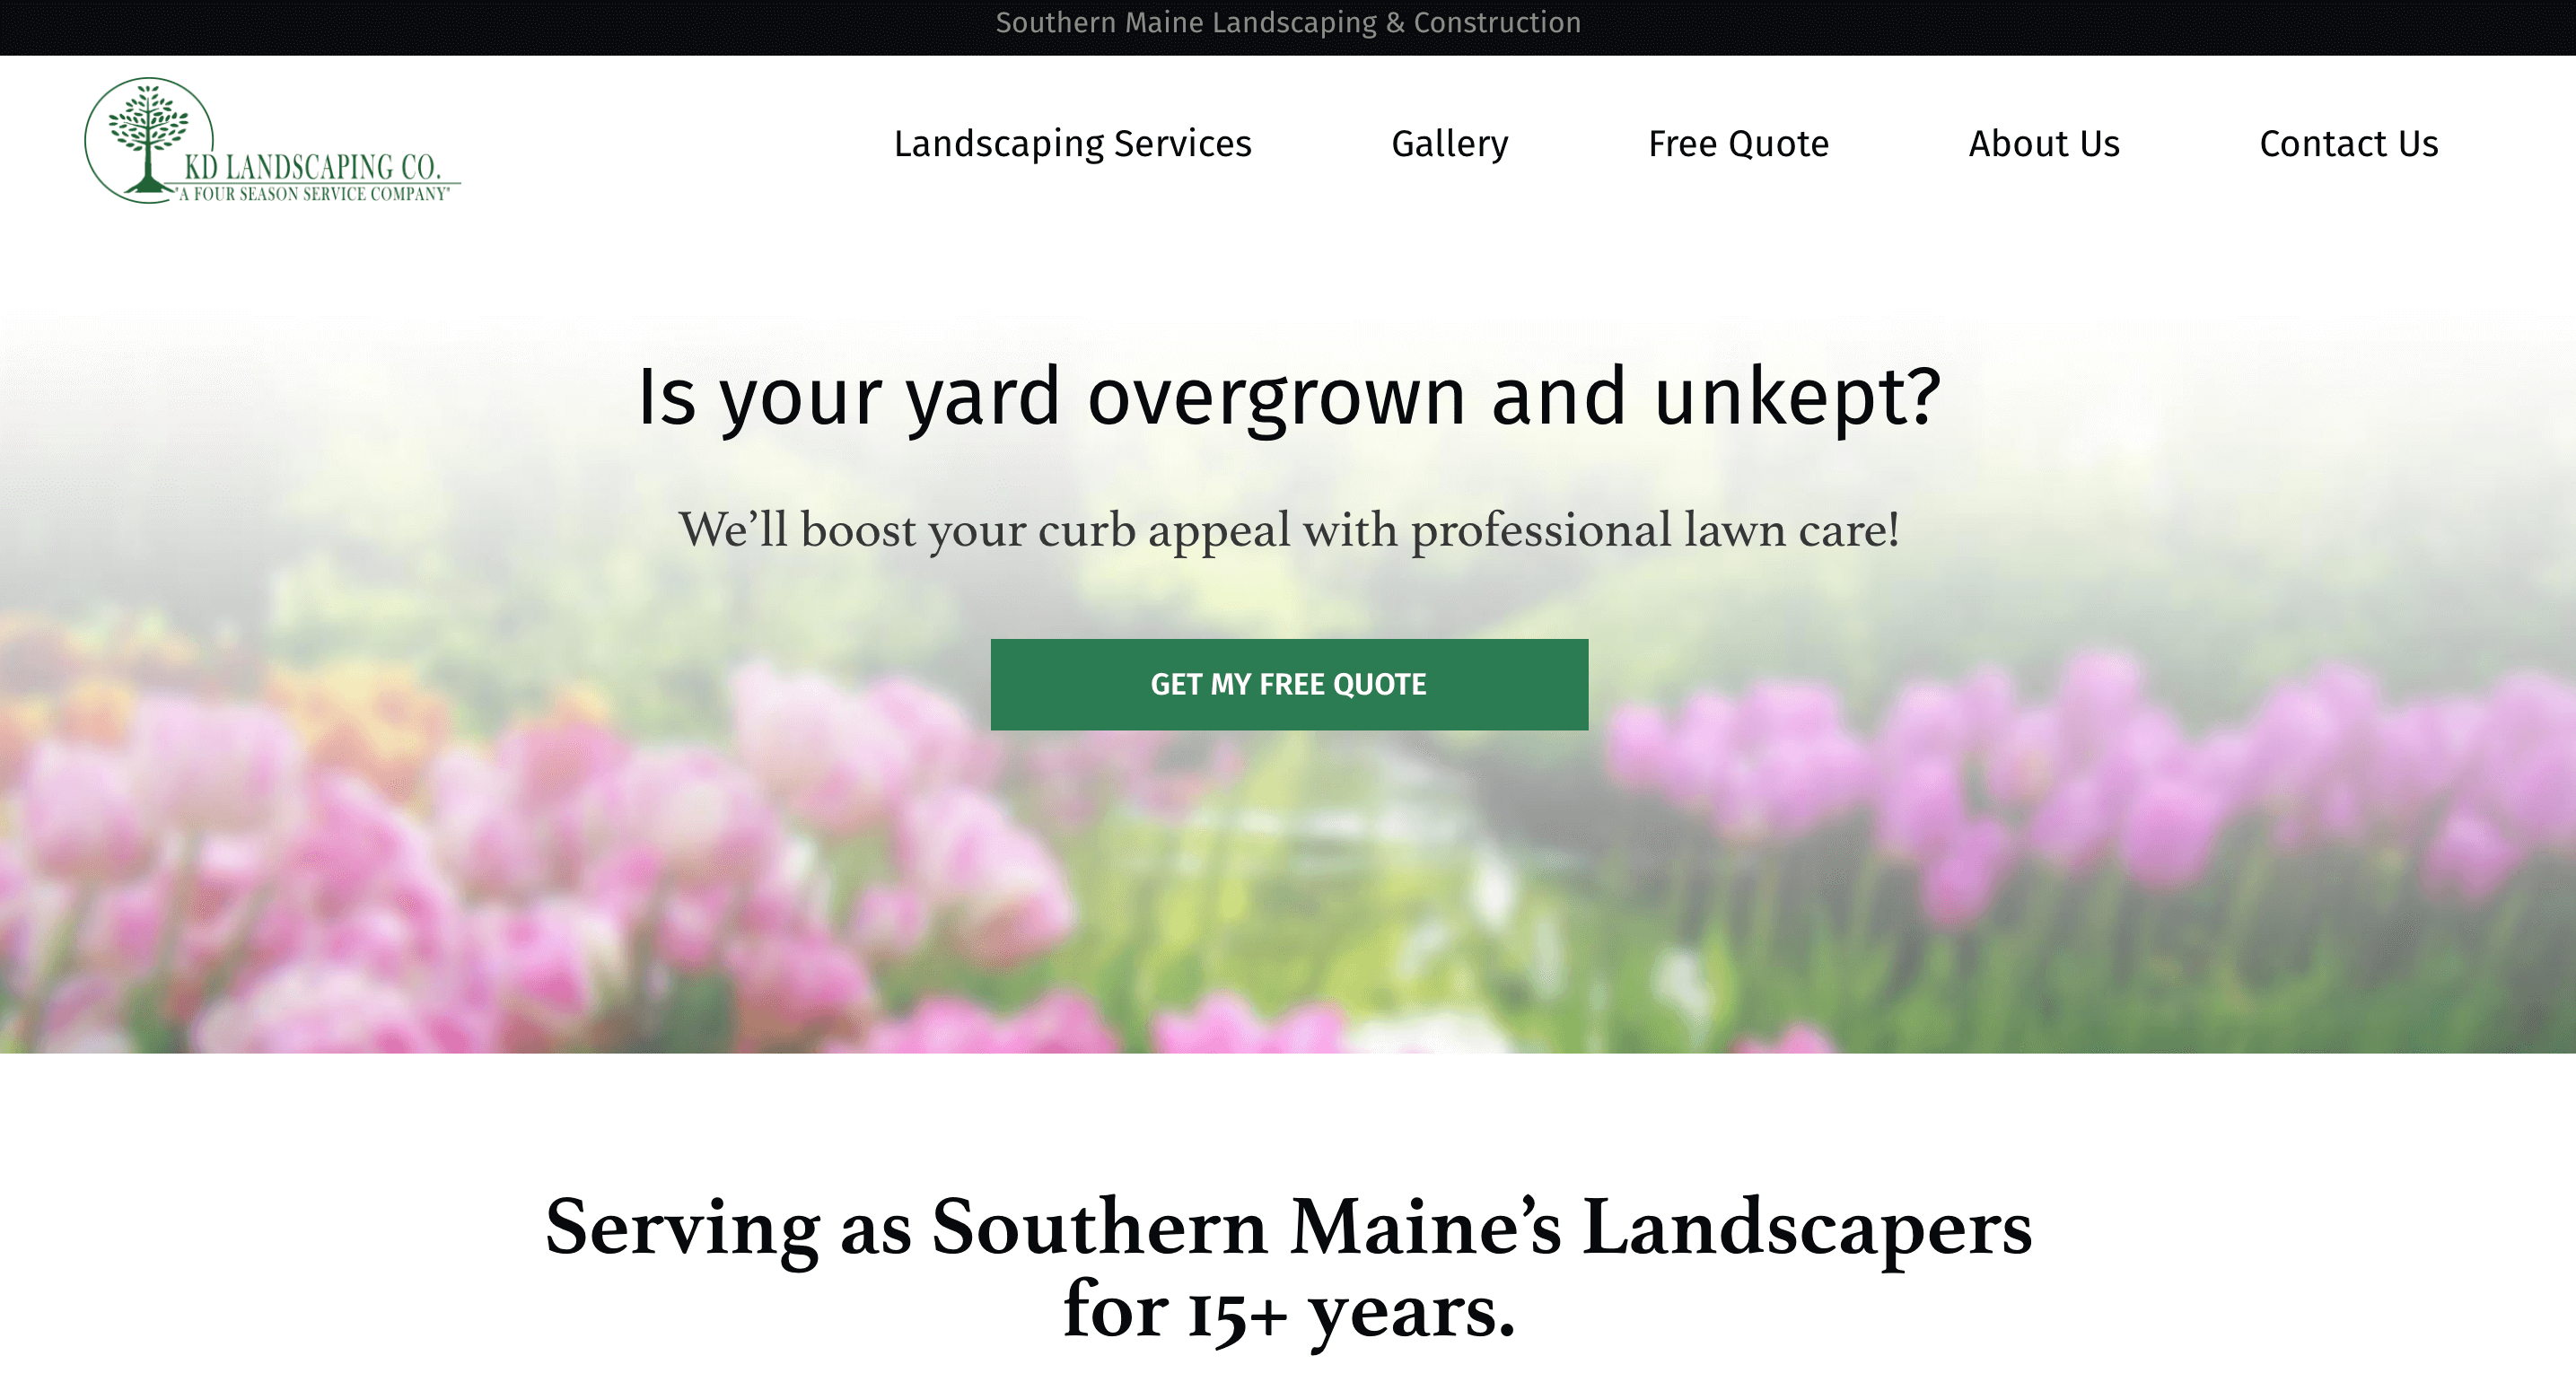 Southern Maine Landscaping & Construction
KD LANDSCAPING CO.
"A FOUR SEASON SERVICE COMPANY"
Landscaping Services
Gallery
Free Quote
About Us
Contact Us
Is your yard overgrown and unkept?
We’ll boost your curb appeal with professional lawn care!
GET MY FREE QUOTE
Serving as Southern Maine’s Landscapers
for 15+ years.